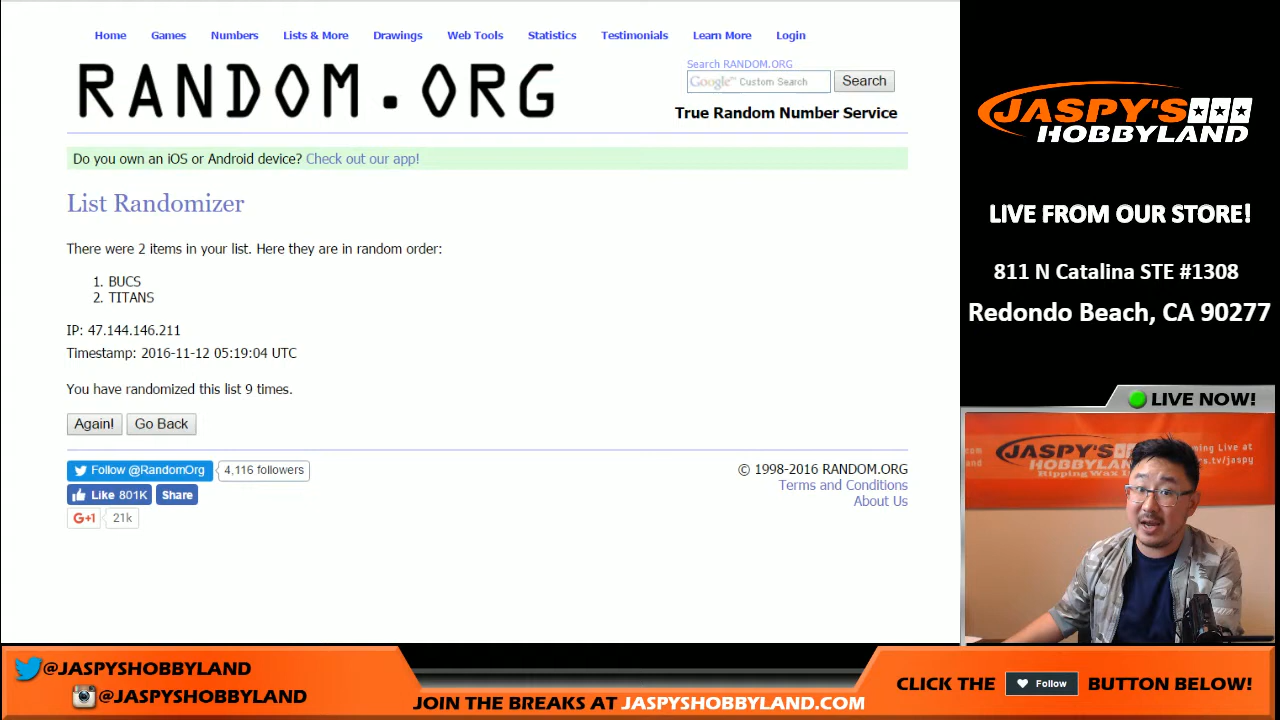 Home Games Numbers Lists & More Drawings Web Tools Statistics Testimonials Learn More Login
RANDOM.ORG
Search RANDOM.ORG
Google™ Custom Search Search
True Random Number Service
Do you own an iOS or Android device? Check out our app!
List Randomizer
There were 2 items in your list. Here they are in random order:
1. BUCS
2. TITANS
IP: 47.144.146.211
Timestamp: 2016-11-12 05:19:04 UTC
You have randomized this list 9 times.
Again! Go Back
Follow @RandomOrg 4,116 followers
Like 801K Share
G+1 21k
© 1998-2016 RANDOM.ORG
Terms and Conditions
About Us
JASPY'S
HOBBYLAND
LIVE FROM OUR STORE!
811 N Catalina STE #1308
Redondo Beach, CA 90277
LIVE NOW!
JASPY'S
HOBBYLAND
@JASPYSHOBBYLAND
@JASPYSHOBBYLAND
JOIN THE BREAKS AT JASPYSHOBBYLAND.COM
CLICK THE Follow BUTTON BELOW!